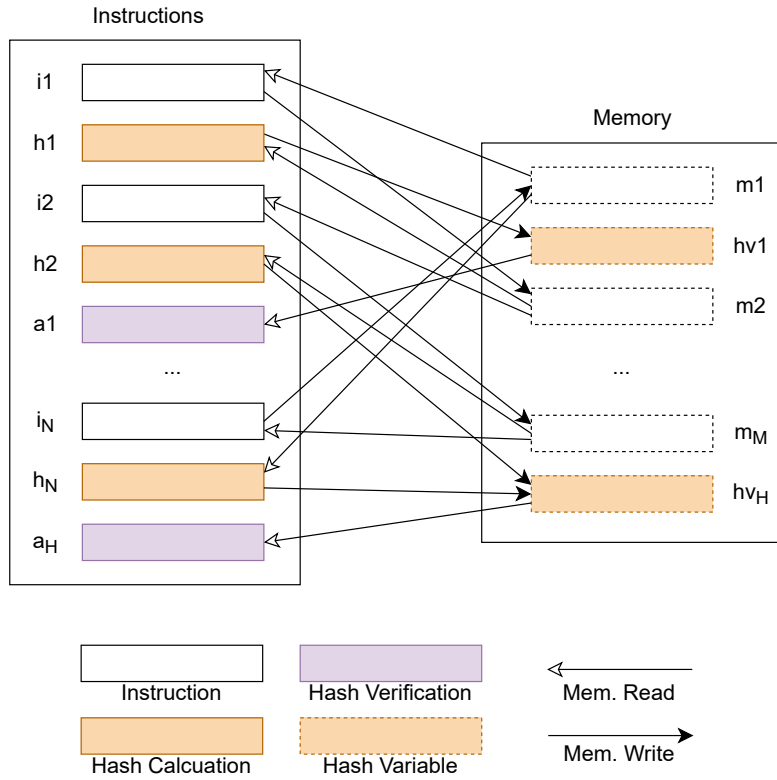 Instructions
i1
h1
i2
h2
a1
...
iN
hN
aH
Memory
m1
hv1
m2
...
mM
hvH
Instruction
Hash Verification
Mem. Read
Hash Calcuation
Hash Variable
Mem. Write